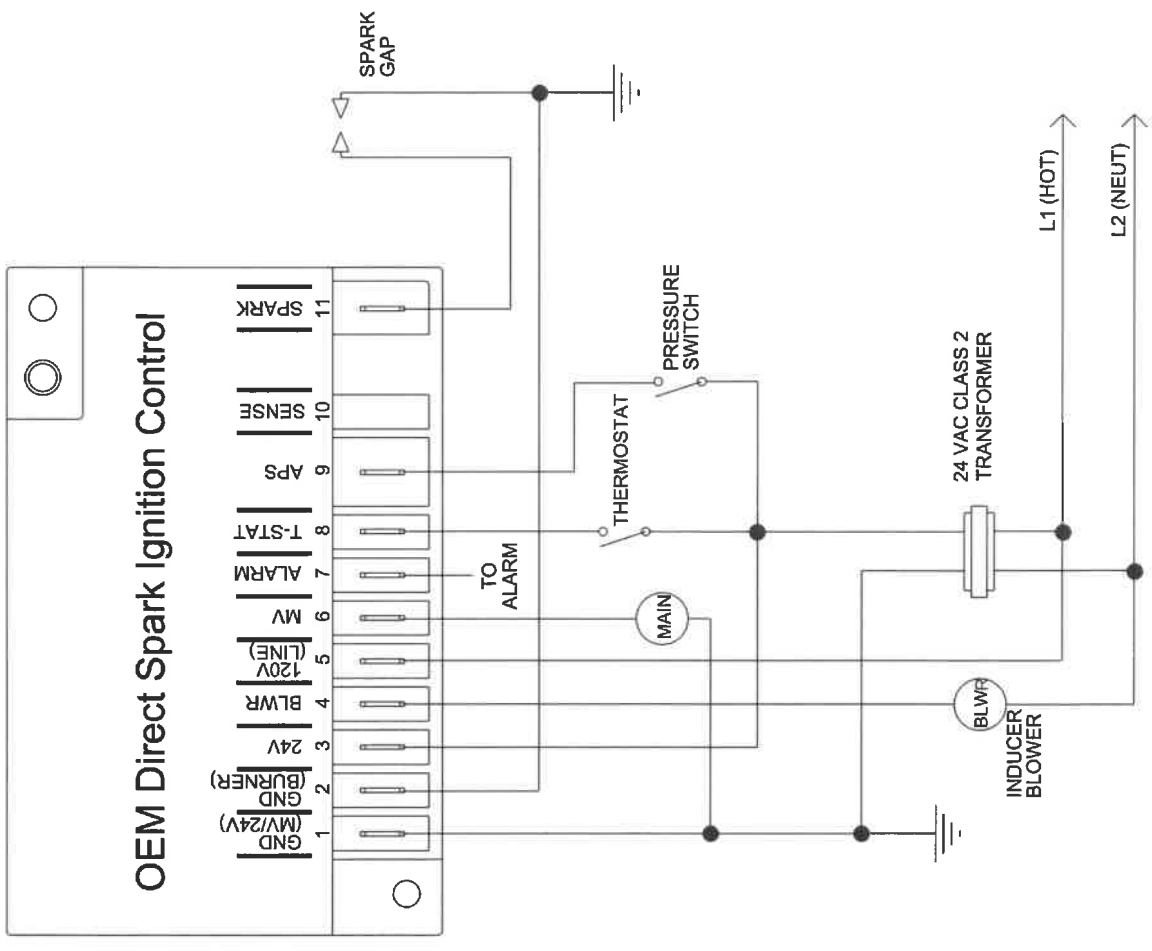 OEM Direct Spark Ignition Control
GND
(MV/24V)
1
GND
(BURNER)
2
24V
3
BLWR
4
120V
(LINE)
5
MV
6
ALARM
7
T-STAT
8
APS
9
SENSE
10
SPARK
11
SPARK
GAP
TO
ALARM
THERMOSTAT
PRESSURE
SWITCH
MAIN
24 VAC CLASS 2
TRANSFORMER
BLWR
INDUCER
BLOWER
L1 (HOT)
L2 (NEUT)